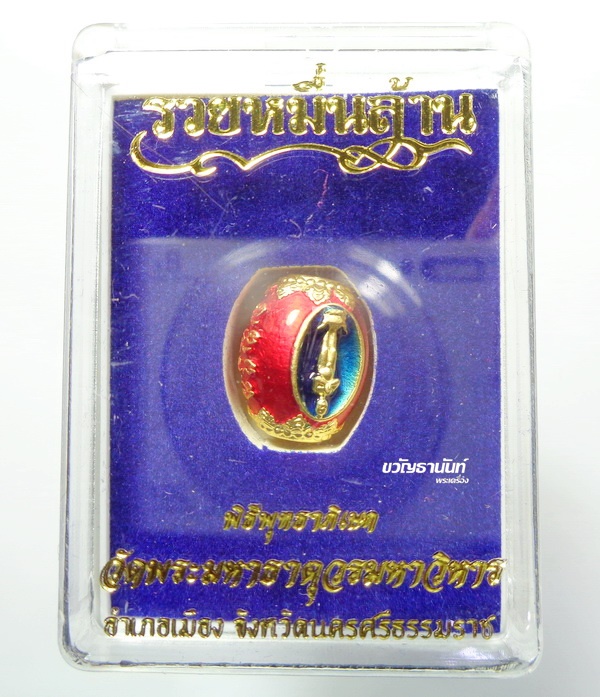 รวยหมื่นล้าน
ขวัญธานันท์
พระเครื่อง
พิธีพุทธาภิเษก
วัดพระมหาธาตุวรมหาวิหาร
อำเภอเมือง จังหวัดนครศรีธรรมราช